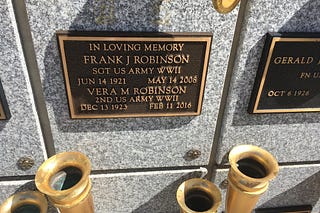 IN LOVING MEMORY
FRANK J ROBINSON
SGT US ARMY WWII
JUN 14 1921 MAY 14 2008
VERA M ROBINSON
2ND US ARMY WWII
DEC 13 1923 FEB 11 2016
GERALD J
FN U
OCT 6 1926